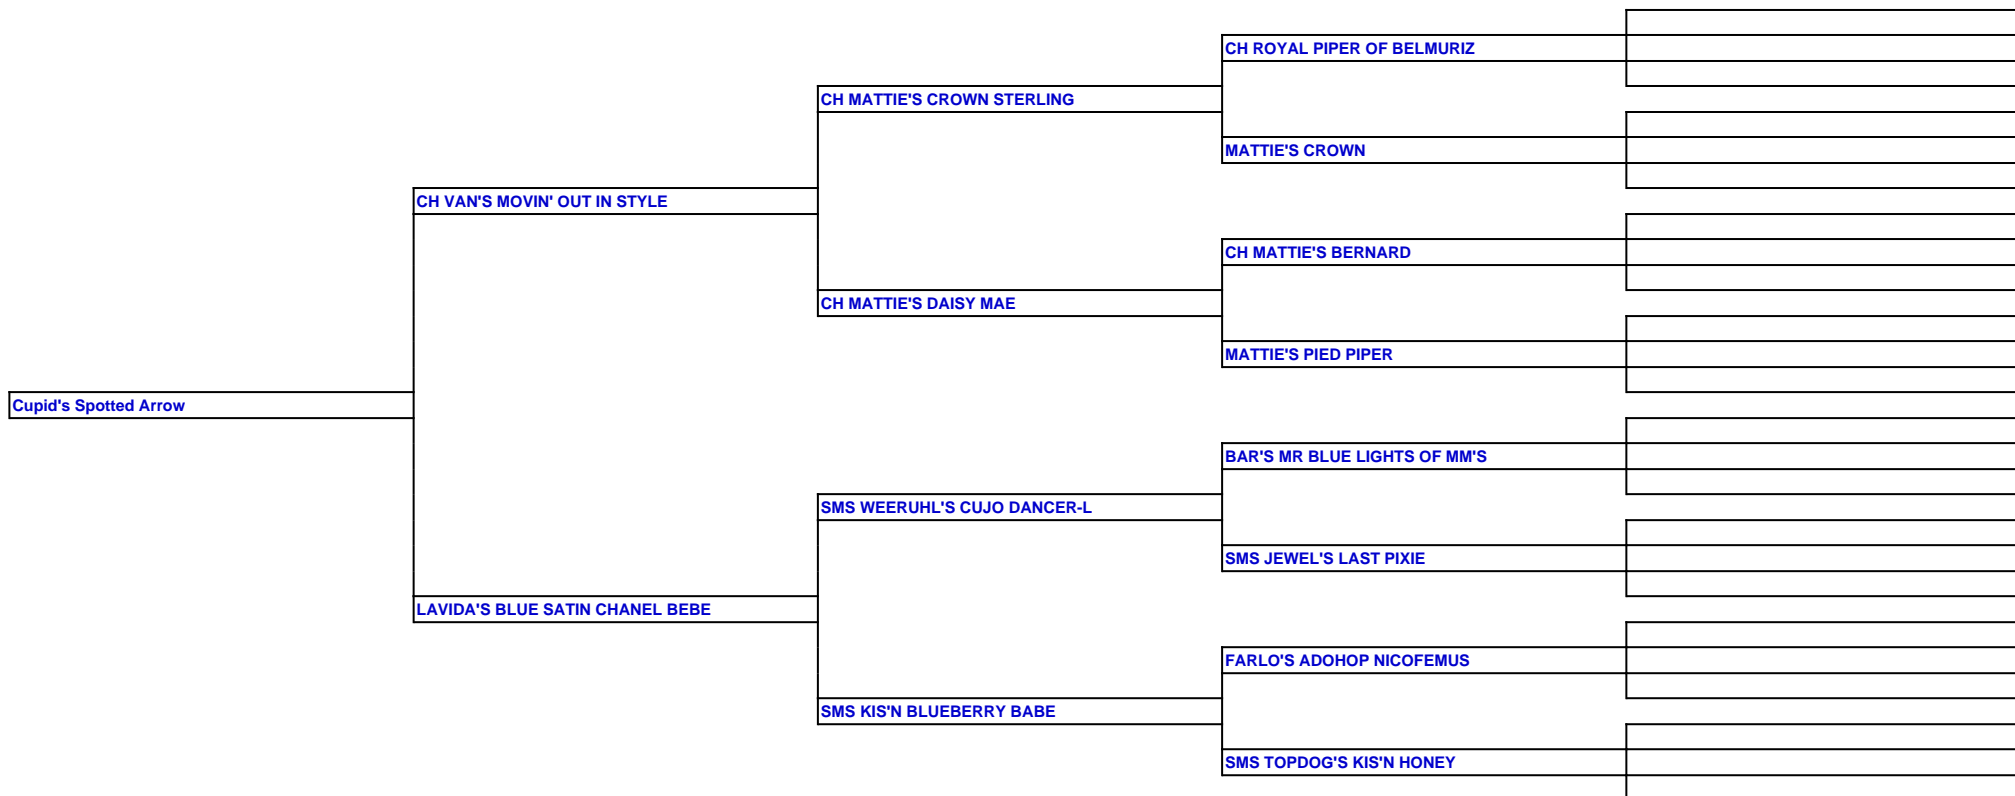 CH ROYAL PIPER OF BELMURIZ
CH MATTIE'S CROWN STERLING
MATTIE'S CROWN
CH VAN'S MOVIN' OUT IN STYLE
CH MATTIE'S BERNARD
CH MATTIE'S DAISY MAE
MATTIE'S PIED PIPER
Cupid's Spotted Arrow
BAR'S MR BLUE LIGHTS OF MM'S
SMS WEERUHL'S CUJO DANCER-L
SMS JEWEL'S LAST PIXIE
LAVIDA'S BLUE SATIN CHANEL BEBE
FARLO'S ADOHOP NICOFEMUS
SMS KIS'N BLUEBERRY BABE
SMS TOPDOG'S KIS'N HONEY